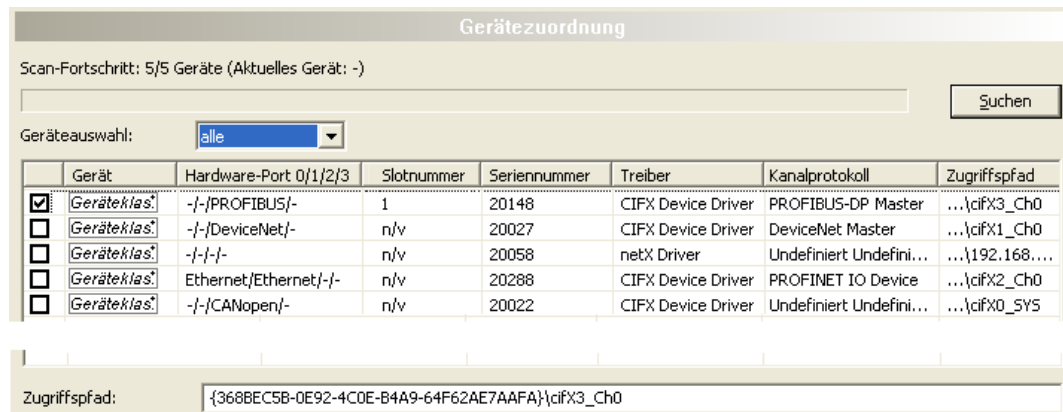 Gerätezuordnung
Scan-Fortschritt: 5/5 Geräte (Aktuelles Gerät: -)
Suchen
Geräteauswahl: alle
Gerät Hardware-Port 0/1/2/3 Slotnummer Seriennummer Treiber Kanalprotokoll Zugriffspfad
Geräteklas* -/-/PROFIBUS/- 1 20148 CIFX Device Driver PROFIBUS-DP Master ...\cifX3_Ch0
Geräteklas* -/-/DeviceNet/- n/v 20027 CIFX Device Driver DeviceNet Master ...\cifX1_Ch0
Geräteklas* -/-/-/- n/v 20058 netX Driver Undefiniert Undefini... ...\192.168....
Geräteklas* Ethernet/Ethernet/-/- n/v 20288 CIFX Device Driver PROFINET IO Device ...\cifX2_Ch0
Geräteklas* -/-/CANopen/- n/v 20022 CIFX Device Driver Undefiniert Undefini... ...\cifX0_SYS
Zugriffspfad: {368BEC5B-0E92-4C0E-B4A9-64F62AE7AAFA}\cifX3_Ch0